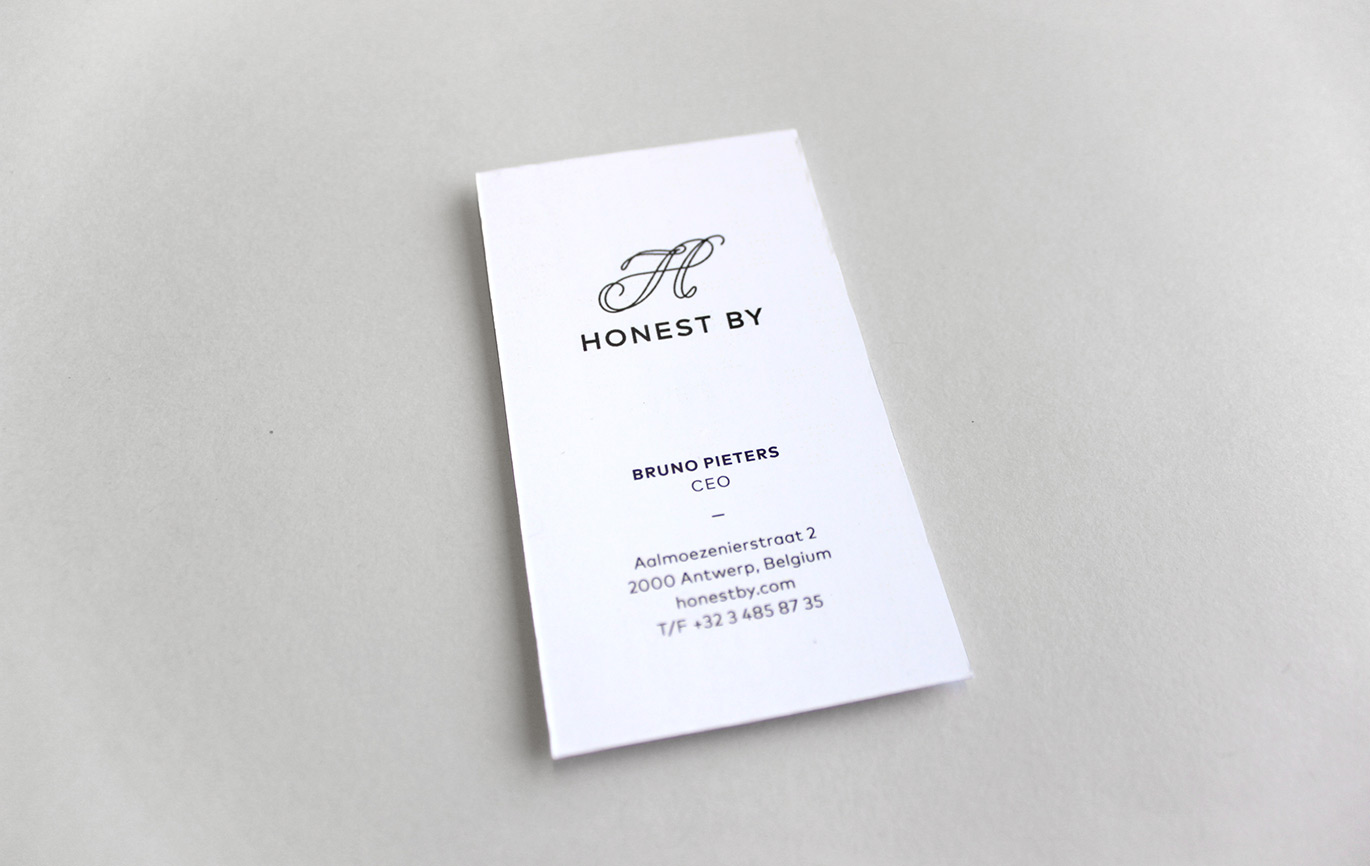 H
HONEST BY
BRUNO PIETERS
CEO
–
Aalmoezenierstraat 2
2000 Antwerp, Belgium
honestby.com
T/F +32 3 485 87 35